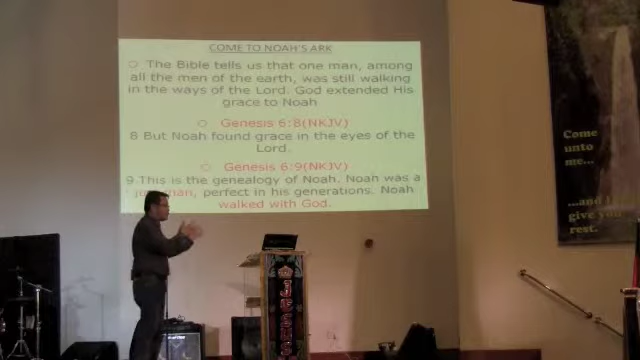 COME TO NOAH'S ARK
The Bible tells us that one man, among
all the men of the earth, was still walking
in the ways of the Lord. God extended His
grace to Noah
Genesis 6:8(NKJV)
8 But Noah found grace in the eyes of the
Lord.
Genesis 6:9(NKJV)
9 This is the genealogy of Noah. Noah was a
perfect in his generations. Noah
walked with God.
Come
unto
me...
...and I
give you
rest.
JESUS